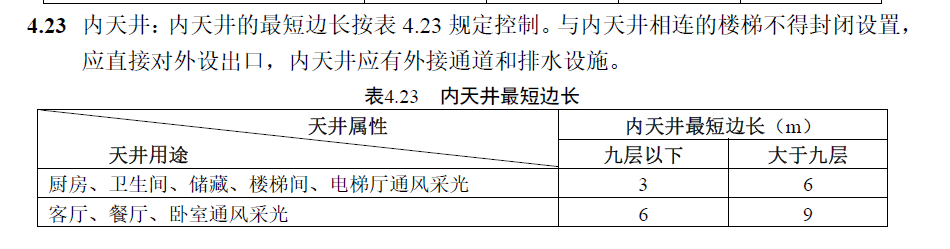 4.23 内天井：内天井的最短边长按表 4.23 规定控制。与内天井相连的楼梯不得封闭设置，
应直接对外设出口，内天井应有外接通道和排水设施。
表4.23 内天井最短边长
天井属性 内天井最短边长（m）
天井用途 九层以下 大于九层
厨房、卫生间、储藏、楼梯间、电梯厅通风采光 3 6
客厅、餐厅、卧室通风采光 6 9